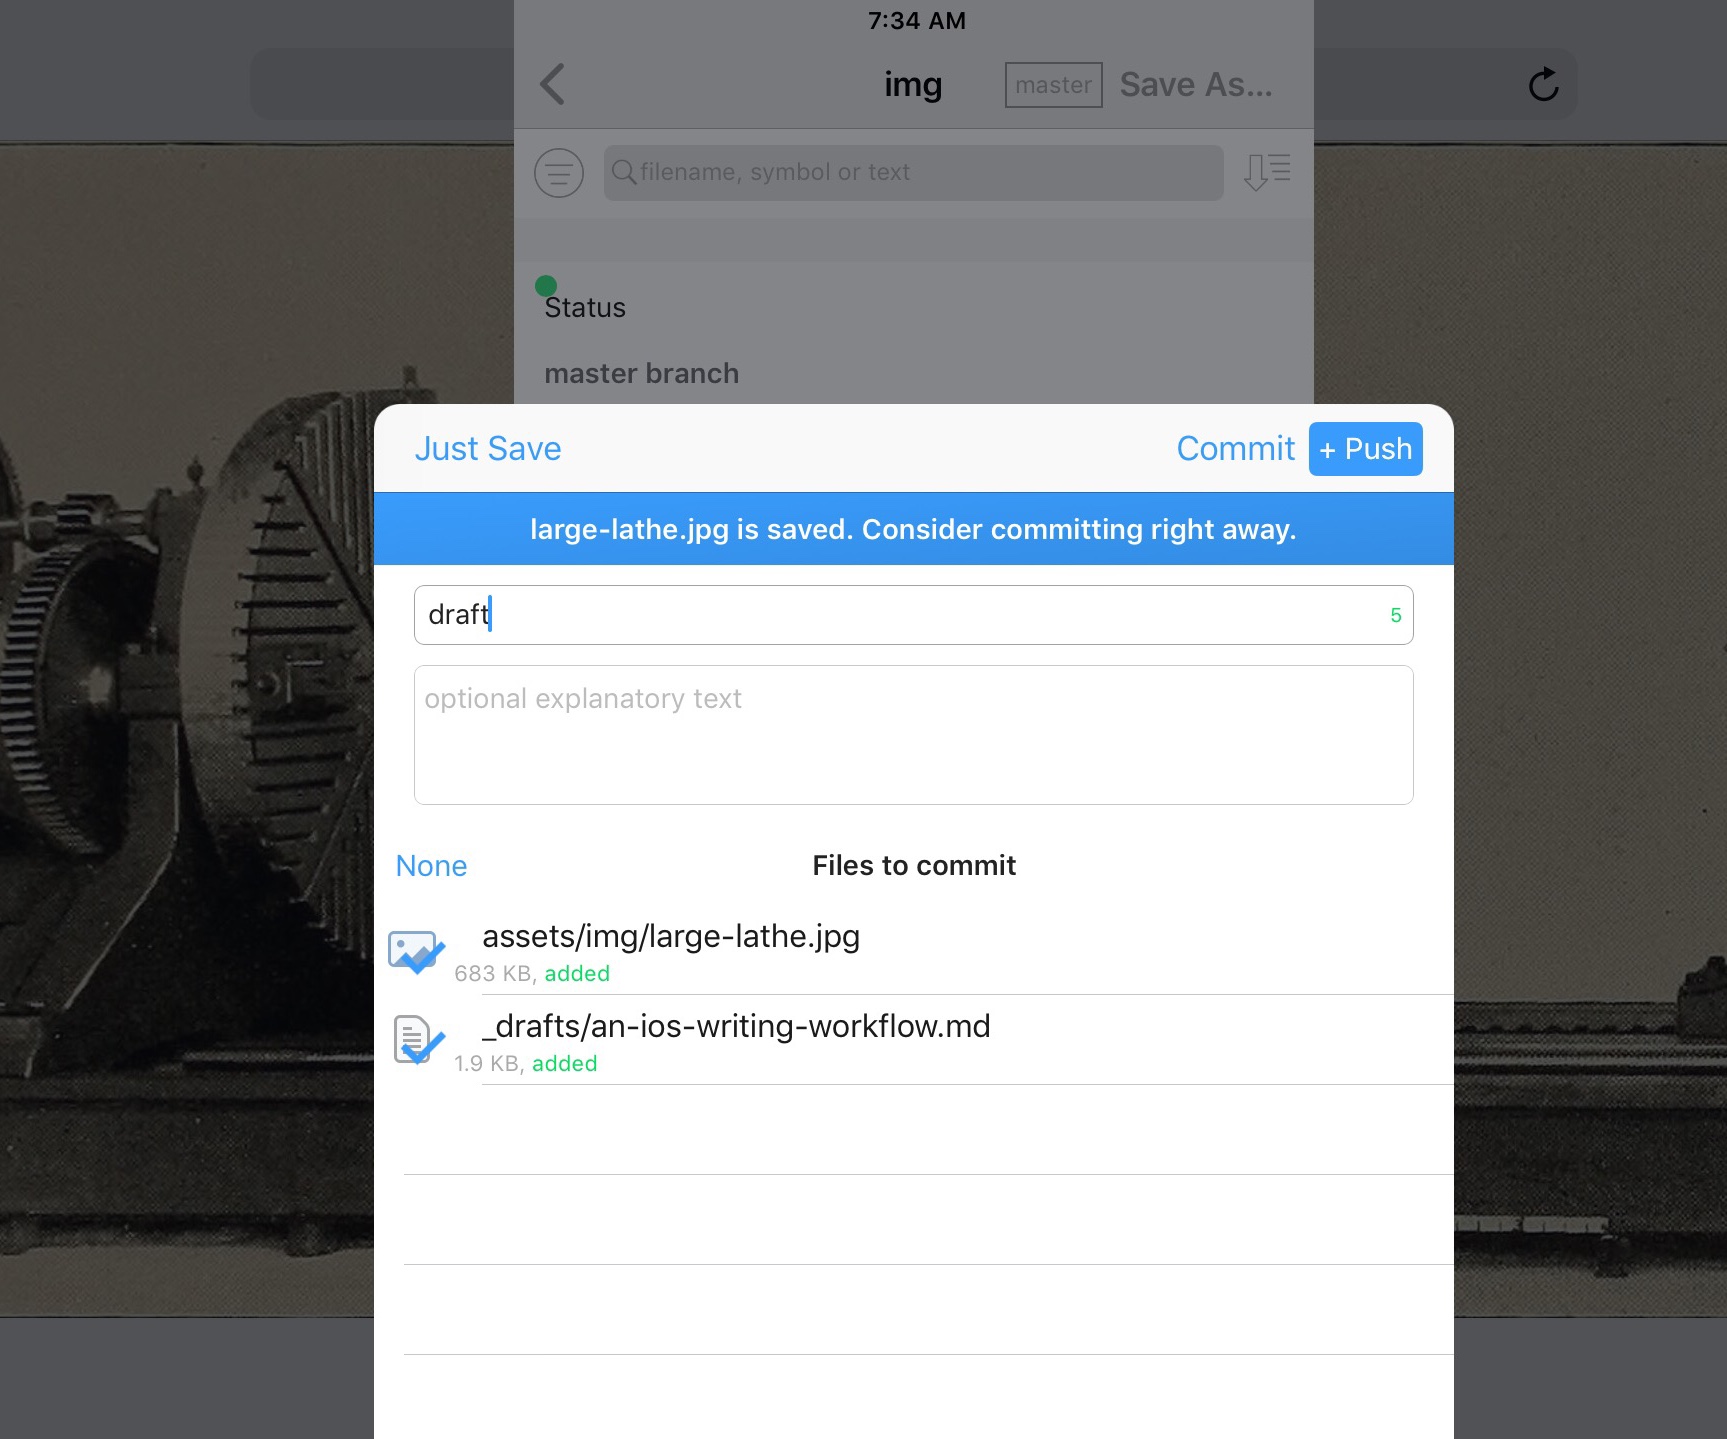 7:34 AM
img
master
Save As...
filename, symbol or text
Status
master branch
Just Save
Commit
+ Push
large-lathe.jpg is saved. Consider committing right away.
draft
5
optional explanatory text
None
Files to commit
assets/img/large-lathe.jpg
683 KB, added
_drafts/an-ios-writing-workflow.md
1.9 KB, added